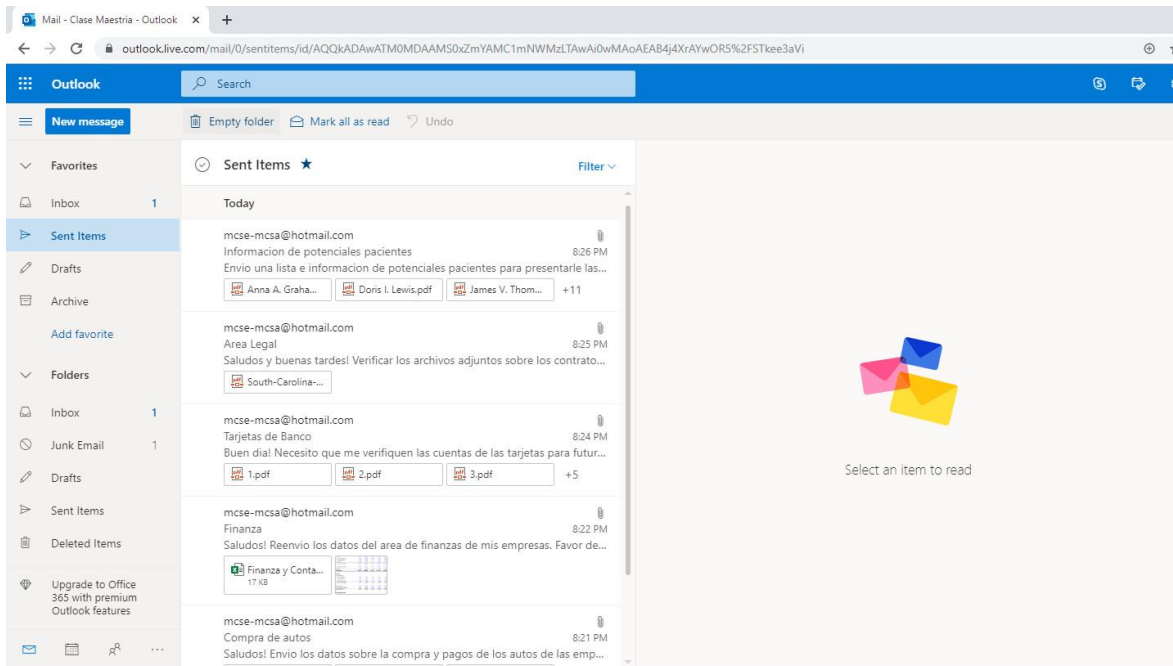 Mail - Clase Maestria - Outlook
outlook.live.com/mail/0/sentitems/id/AQQkADAwATM0MDAAMS0xZmYAMC1mNWMzLTAwAi0wMAoAEAB4j4XrAYwOR5%2FSTkee3aVi
Outlook
Search
New message
Empty folder Mark all as read Undo
Favorites
Inbox 1
Sent Items
Drafts
Archive
Add favorite
Folders
Inbox 1
Junk Email 1
Drafts
Sent Items
Deleted Items
Upgrade to Office
365 with premium
Outlook features
Sent Items Filter
Today
mcse-mcsa@hotmail.com
Informacion de potenciales pacientes 8:26 PM
Envio una lista e informacion de potenciales pacientes para presentarle las...
Anna A. Graha... Doris I. Lewis.pdf James V. Thom... +11
mcse-mcsa@hotmail.com
Area Legal 8:25 PM
Saludos y buenas tardes! Verificar los archivos adjuntos sobre los contrato...
South-Carolina-...
mcse-mcsa@hotmail.com
Tarjetas de Banco 8:24 PM
Buen dia! Necesito que me verifiquen las cuentas de las tarjetas para futur...
1.pdf 2.pdf 3.pdf +5
mcse-mcsa@hotmail.com
Finanza 8:22 PM
Saludos! Reenvio los datos del area de finanzas de mis empresas. Favor de...
Finanza y Conta...
17 KB
mcse-mcsa@hotmail.com
Compra de autos 8:21 PM
Saludos! Envio los datos sobre la compra y pagos de los autos de las emp...
Select an item to read